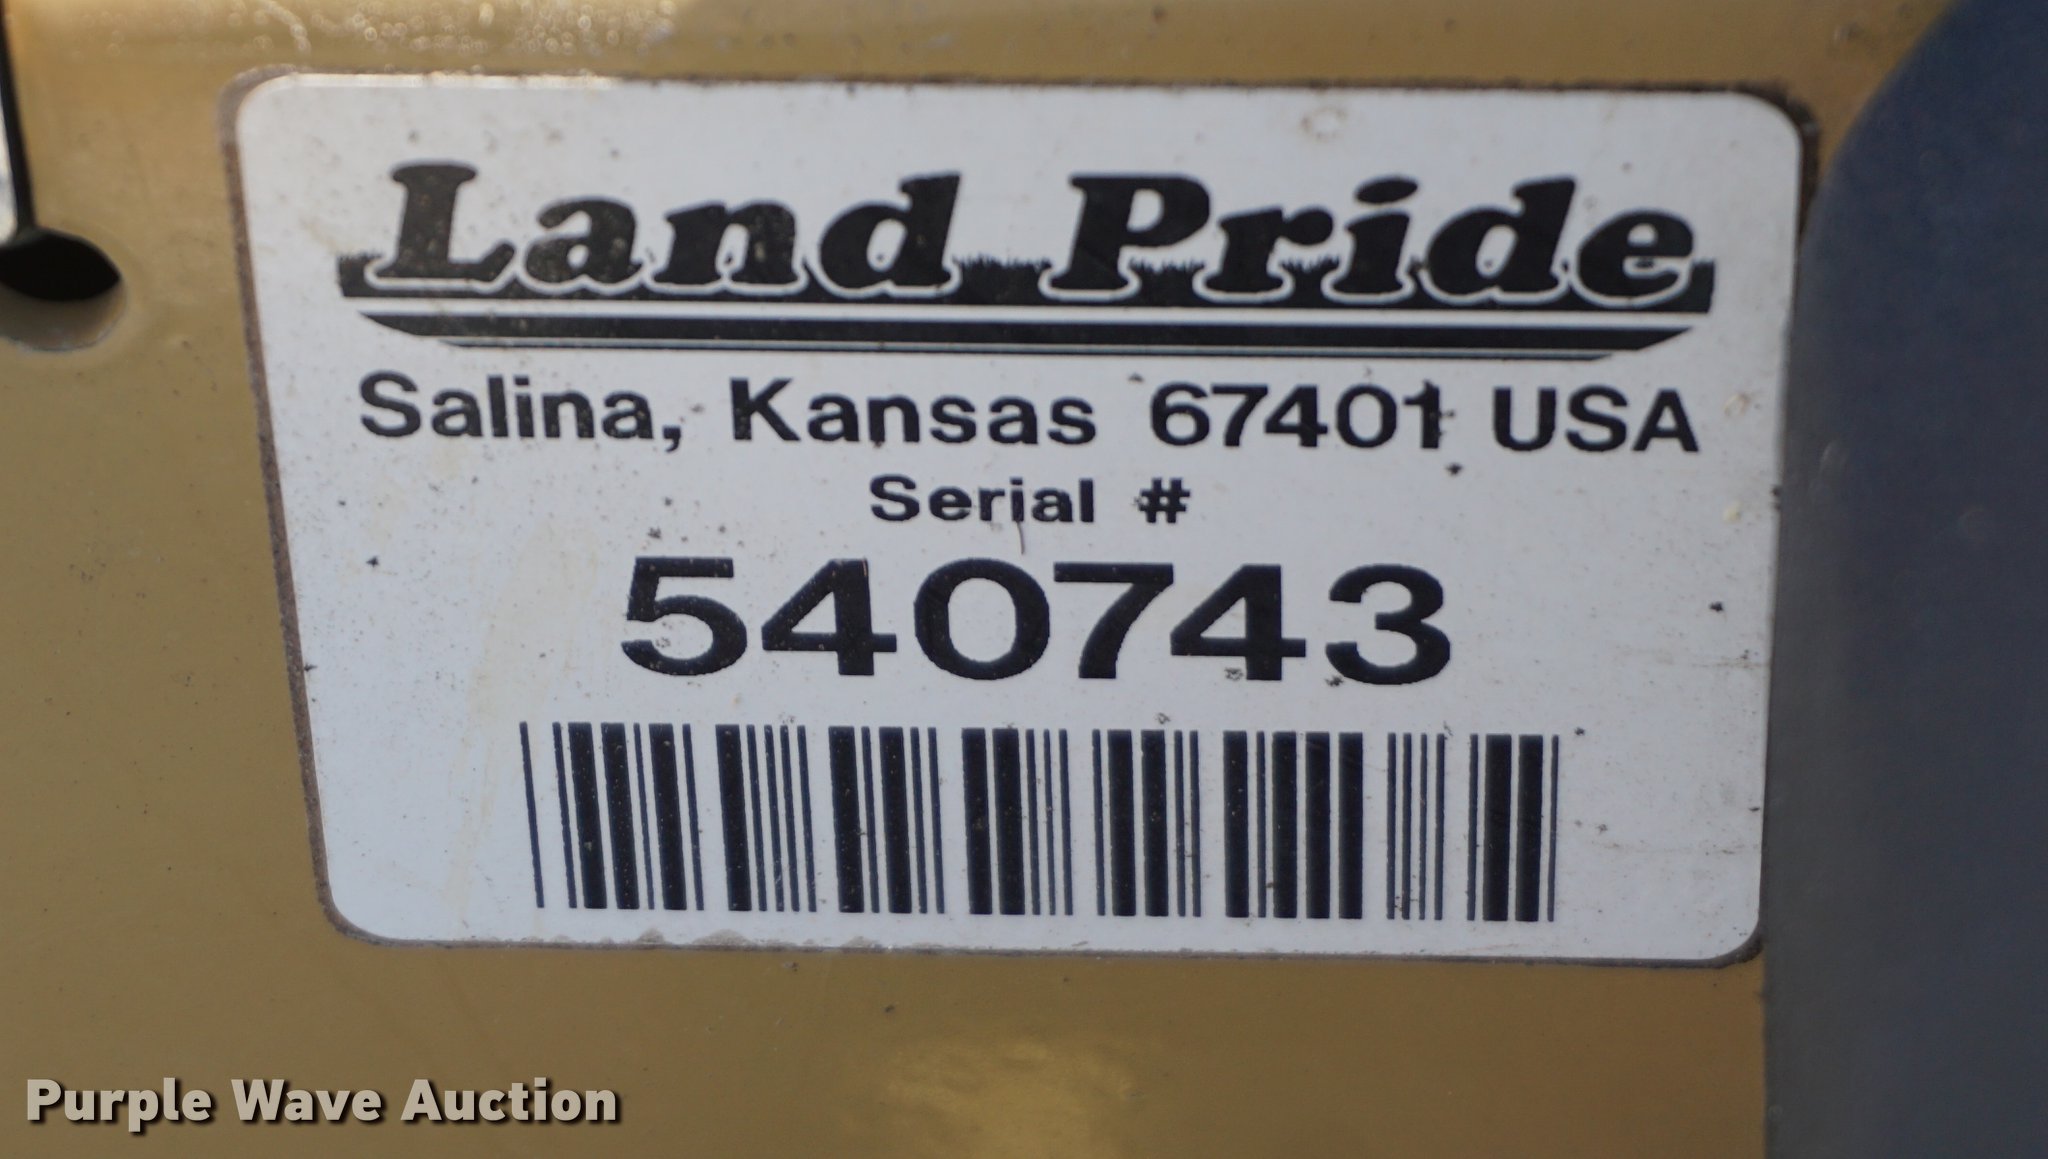 Land Pride
Salina, Kansas 67401 USA
Serial #
540743
Purple Wave Auction